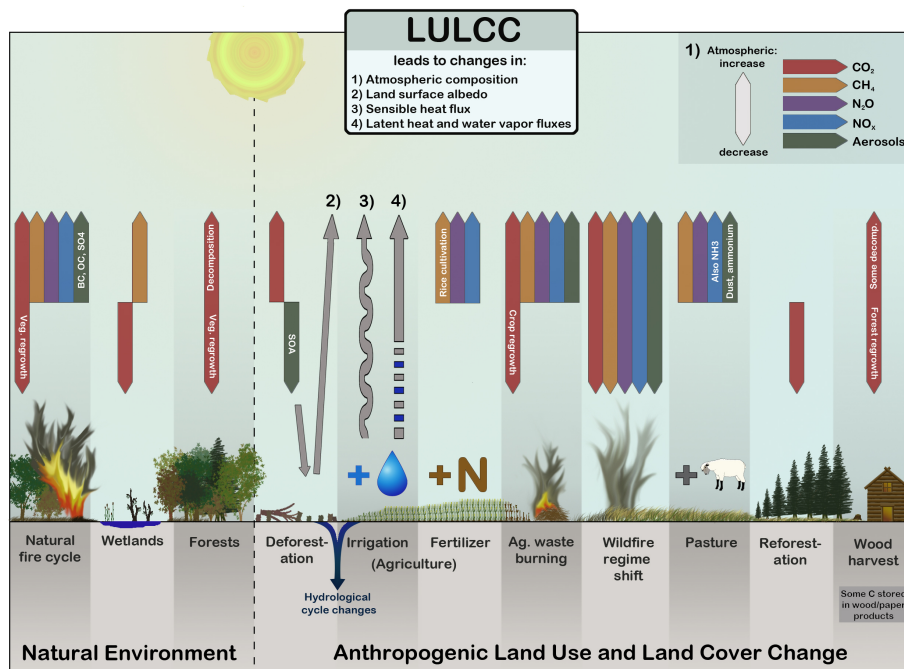 LULCC
leads to changes in:
1) Atmospheric composition
2) Land surface albedo
3) Sensible heat flux
4) Latent heat and water vapor fluxes
1) Atmospheric:
increase
decrease
CO₂
CH₄
N₂O
NOₓ
Aerosols
2)
3)
4)
Veg. regrowth
BC, OC, SO4
Decomposition
Veg. regrowth
SOA
Rice cultivation
Crop regrowth
Also NH3
Dust, ammonium
Some decomp.
Forest regrowth
+
+N
+
Natural
fire cycle
Wetlands
Forests
Deforest-
ation
Irrigation
Fertilizer
(Agriculture)
Ag. waste
burning
Wildfire
regime
shift
Pasture
Reforest-
ation
Wood
harvest
Hydrological
cycle changes
Some C stored
in wood/paper
products
Natural Environment
Anthropogenic Land Use and Land Cover Change